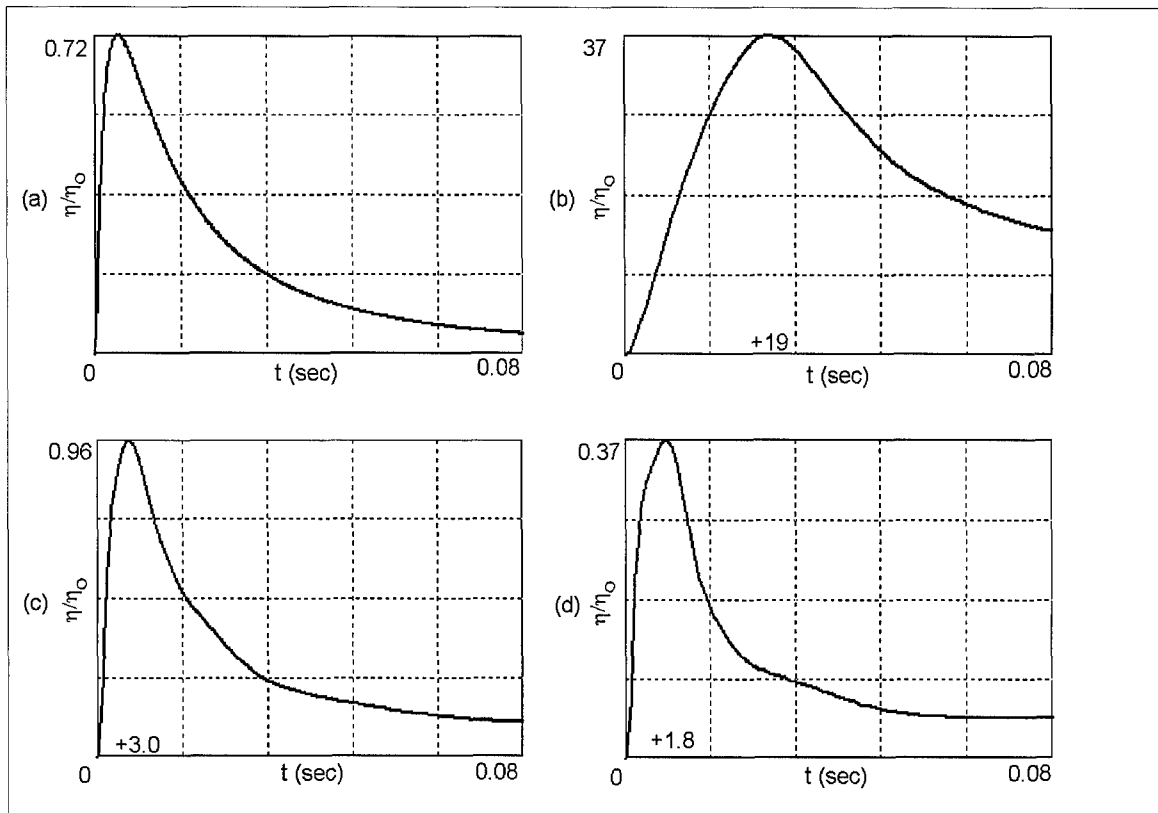 0.72
(a) η/ηo
0 t (sec) 0.08
37
(b) η/ηo
+19
0 t (sec) 0.08
0.96
(c) η/ηo
+3.0
0 t (sec) 0.08
0.37
(d) η/ηo
+1.8
0 t (sec) 0.08